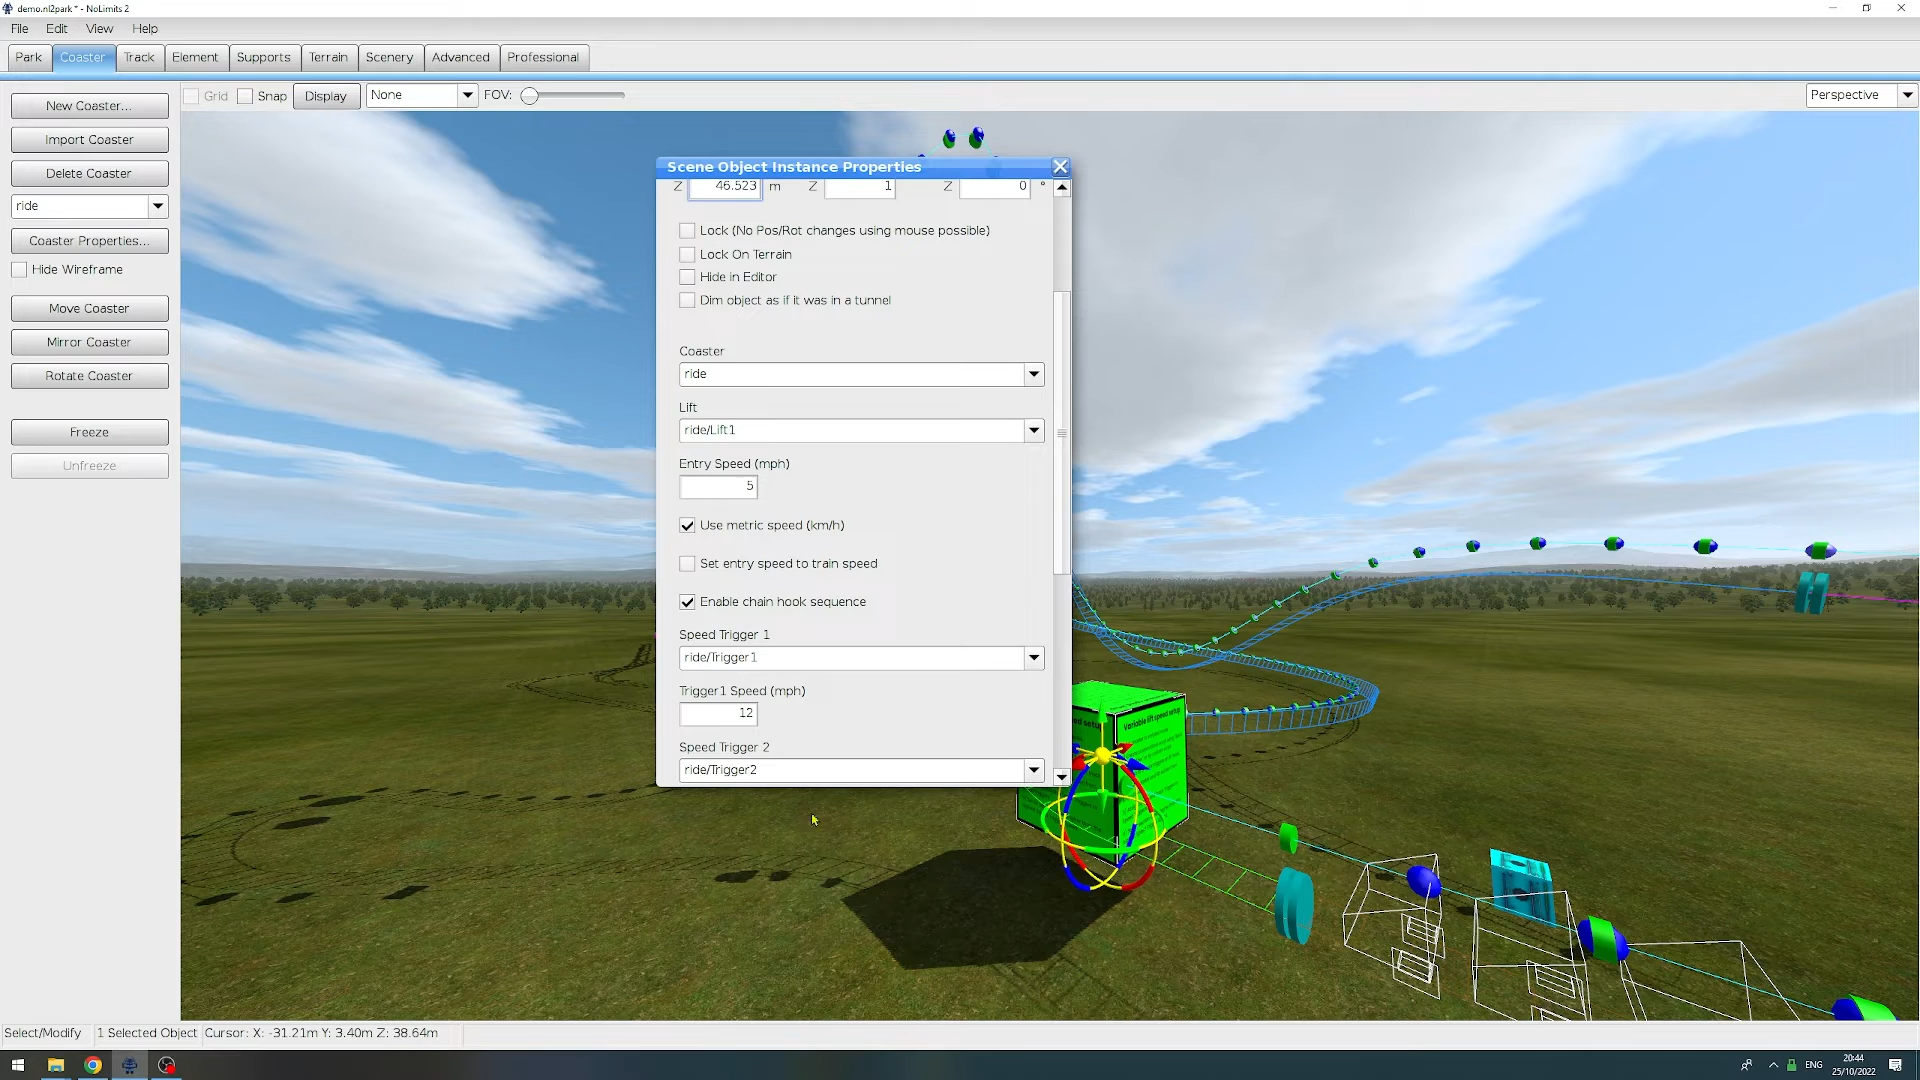 demo.nl2park * - NoLimits 2
File Edit View Help
Park Coaster Track Element Supports Terrain Scenery Advanced Professional
Grid Snap Display None FOV: Perspective
New Coaster...
Import Coaster
Delete Coaster
ride
Coaster Properties...
Hide Wireframe
Move Coaster
Mirror Coaster
Rotate Coaster
Freeze
Unfreeze
Scene Object Instance Properties
Z 46.523 m Z 1 Z 0 °
Lock (No Pos/Rot changes using mouse possible)
Lock On Terrain
Hide in Editor
Dim object as if it was in a tunnel
Coaster
ride
Lift
ride/Lift1
Entry Speed (mph)
5
Use metric speed (km/h)
Set entry speed to train speed
Enable chain hook sequence
Speed Trigger 1
ride/Trigger1
Trigger1 Speed (mph)
12
Speed Trigger 2
ride/Trigger2
Variable lift speed setup
Select/Modify 1 Selected Object Cursor: X: -31.21m Y: 3.40m Z: 38.64m
ENG
20:44
25/10/2022